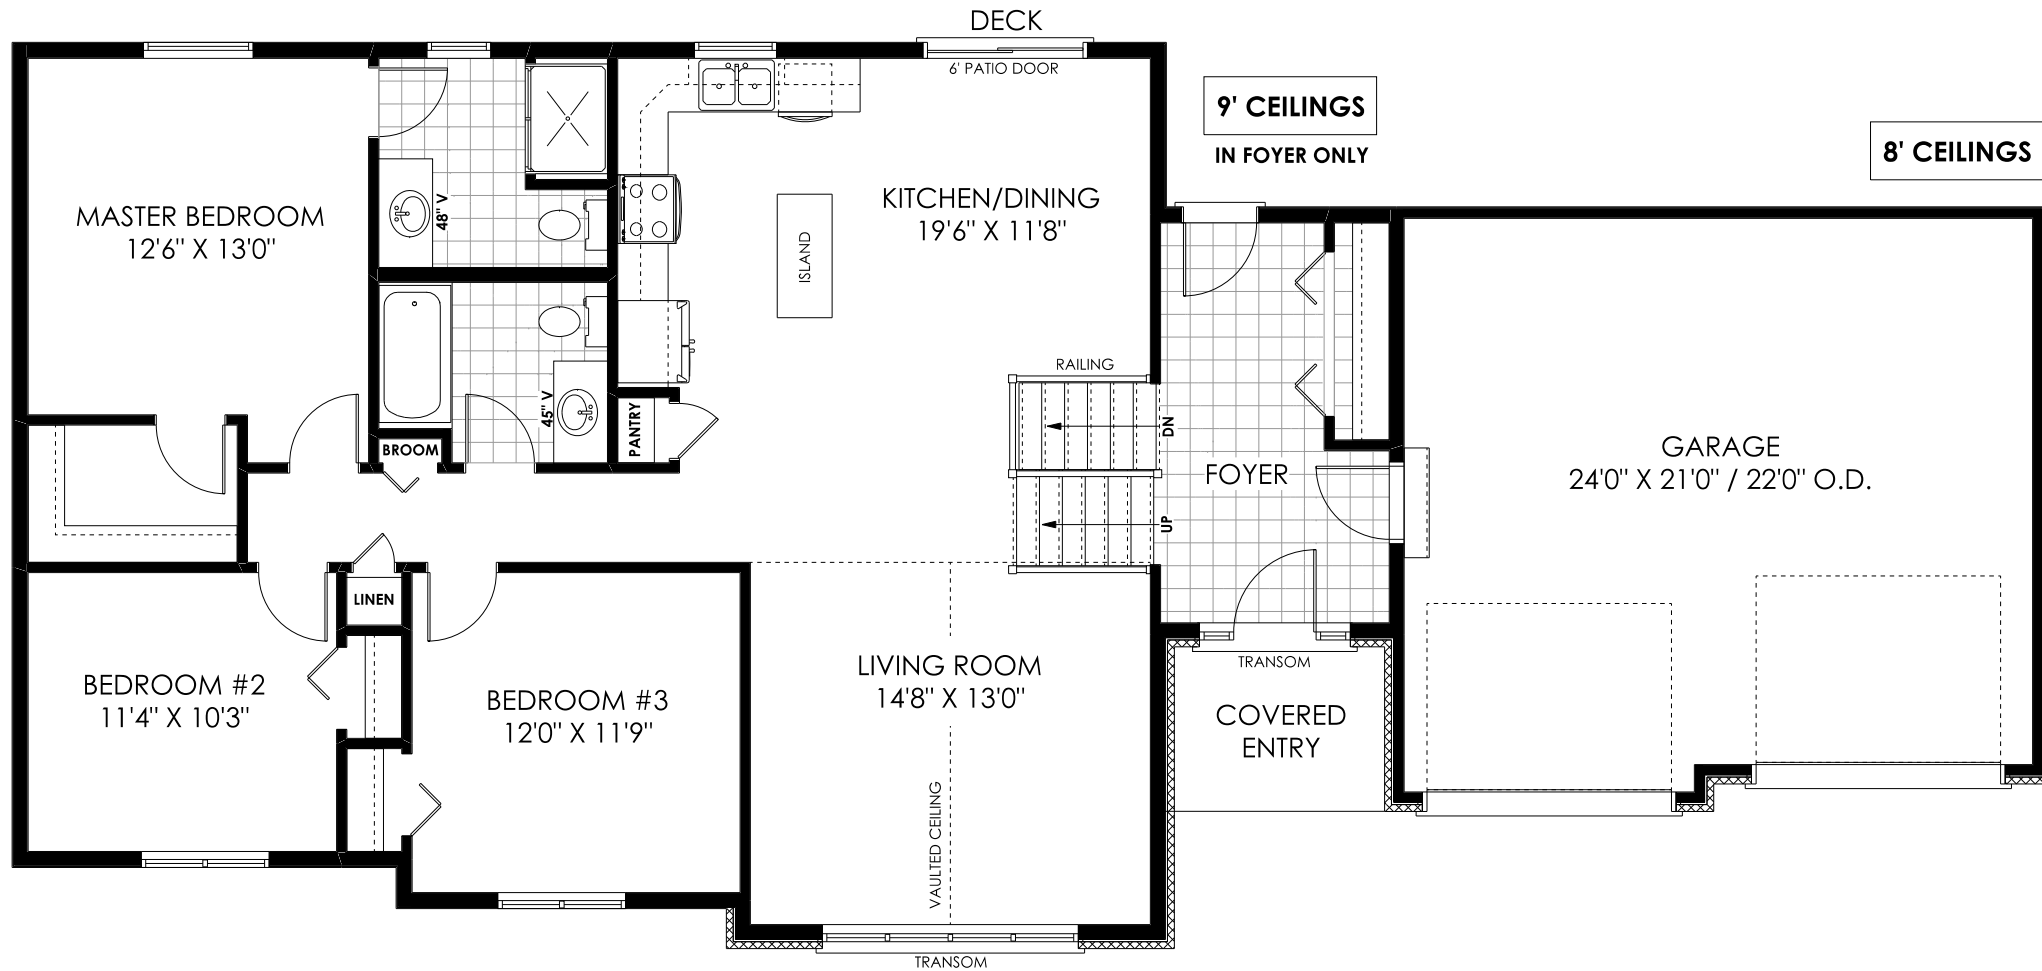 DECK
6' PATIO DOOR
9' CEILINGS
IN FOYER ONLY
8' CEILINGS
MASTER BEDROOM
12'6" X 13'0"
48" V
KITCHEN/DINING
19'6" X 11'8"
ISLAND
RAILING
45" V
PANTRY
BROOM
DN
UP
FOYER
GARAGE
24'0" X 21'0" / 22'0" O.D.
LINEN
BEDROOM #2
11'4" X 10'3"
BEDROOM #3
12'0" X 11'9"
LIVING ROOM
14'8" X 13'0"
VAULTED CEILING
TRANSOM
COVERED
ENTRY
TRANSOM